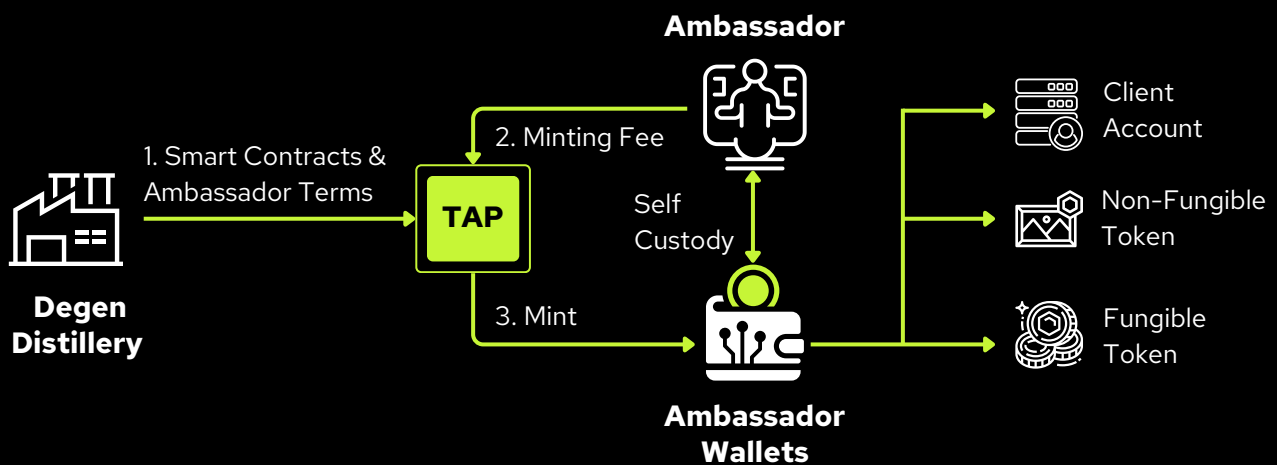 Ambassador
Client
Account
2. Minting Fee
1. Smart Contracts &
Ambassador Terms
TAP
Self
Custody
Non-Fungible
Token
Degen
Distillery
3. Mint
Fungible
Token
Ambassador
Wallets